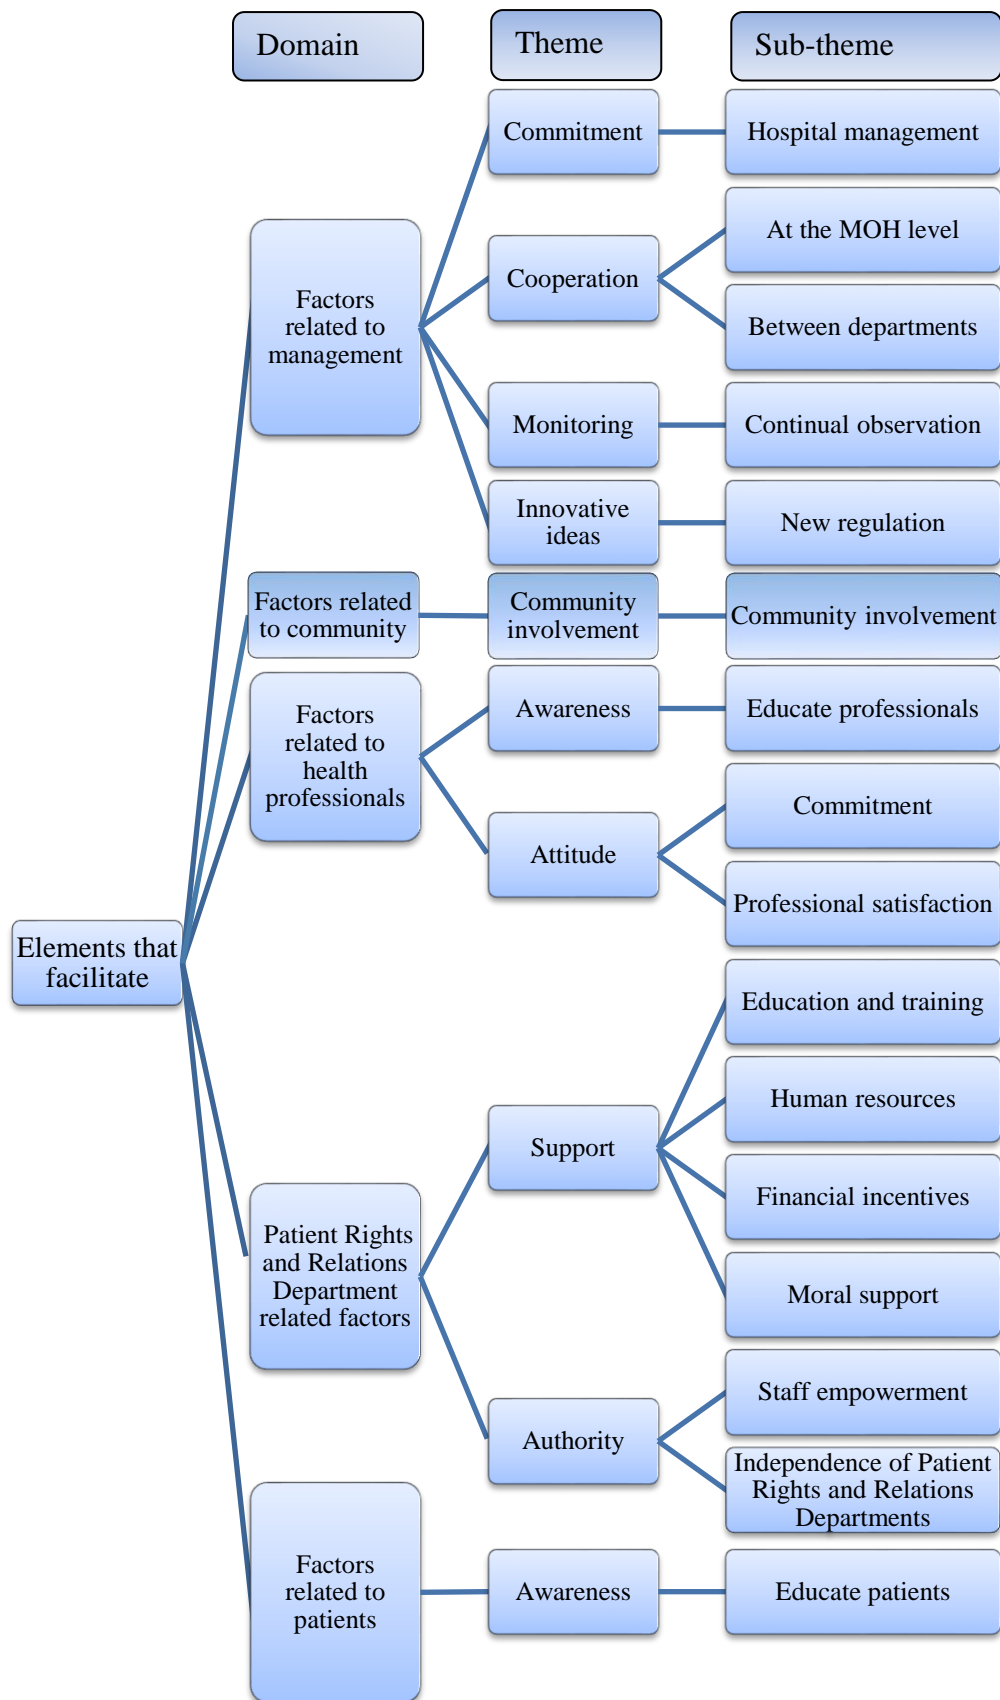 Domain
Theme
Sub-theme
Commitment
Hospital management
Factors
related to
management
Cooperation
At the MOH level
Between departments
Monitoring
Continual observation
Innovative
ideas
New regulation
Factors related
to community
Community
involvement
Community involvement
Factors
related to
health
professionals
Awareness
Educate professionals
Attitude
Commitment
Professional satisfaction
Elements that
facilitate
Patient Rights
and Relations
Department
related factors
Support
Education and training
Human resources
Financial incentives
Moral support
Authority
Staff empowerment
Independence of Patient
Rights and Relations
Departments
Factors
related to
patients
Awareness
Educate patients